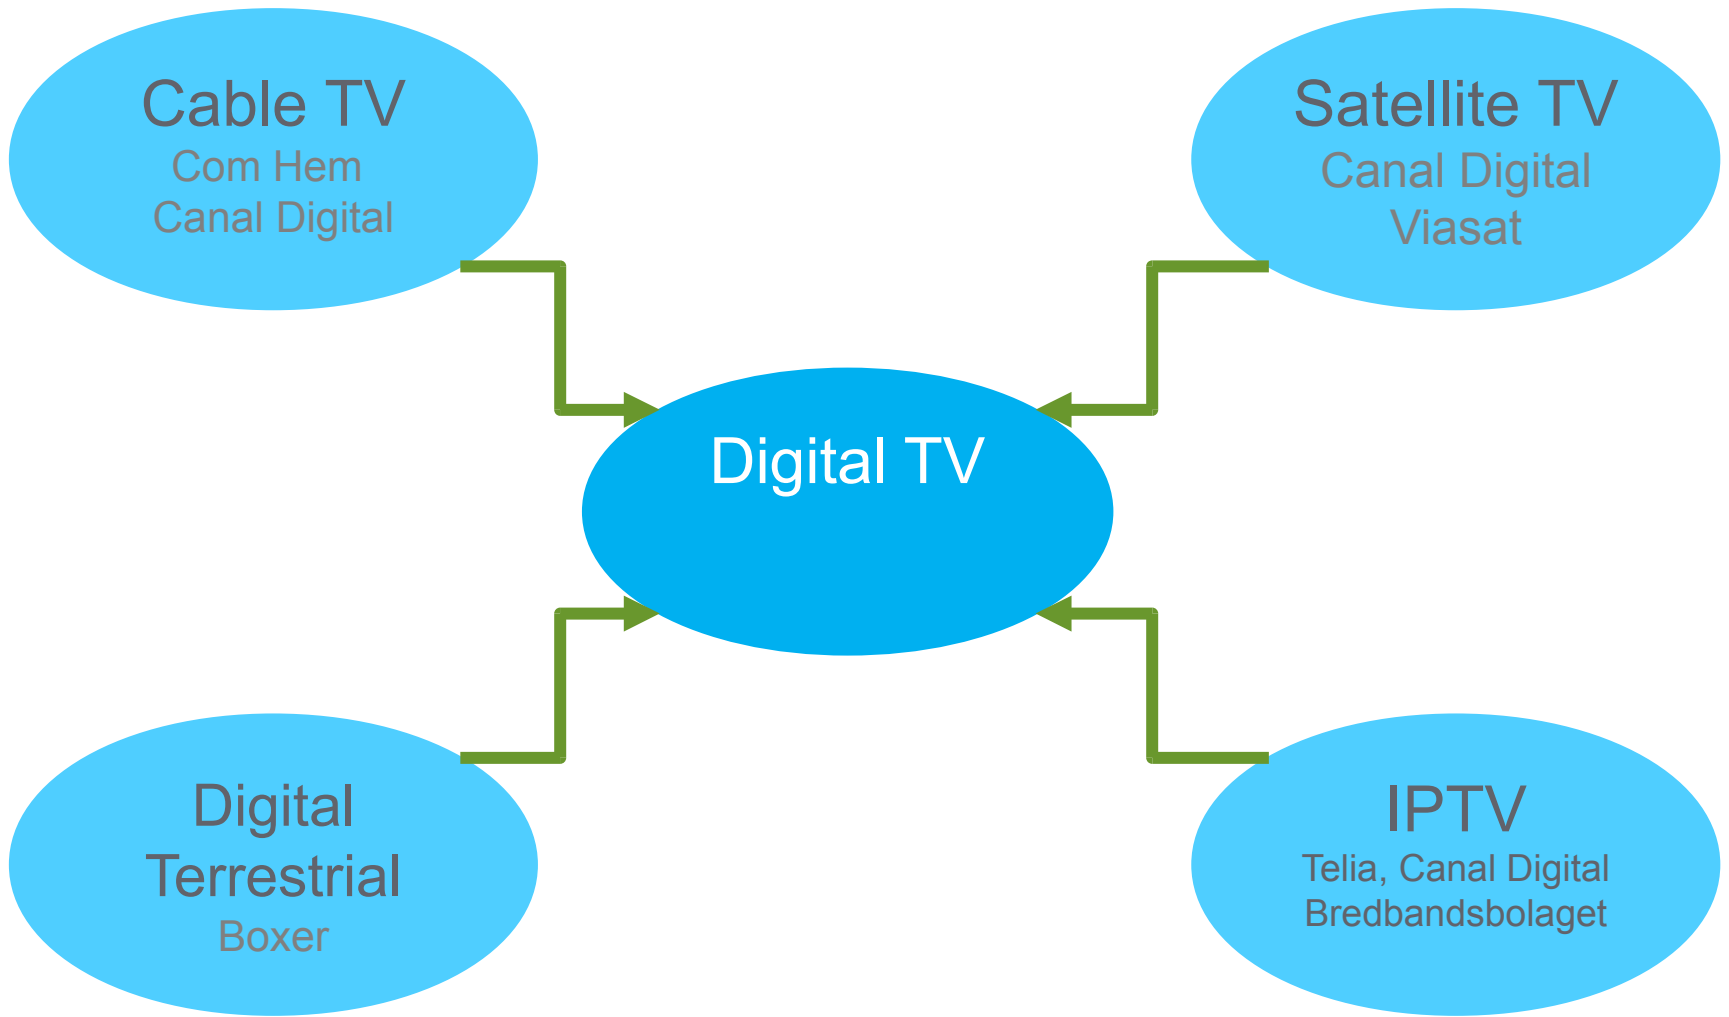 Cable TV
Com Hem
Canal Digital
Satellite TV
Canal Digital
Viasat
Digital TV
Digital
Terrestrial
Boxer
IPTV
Telia, Canal Digital
Bredbandsbolaget